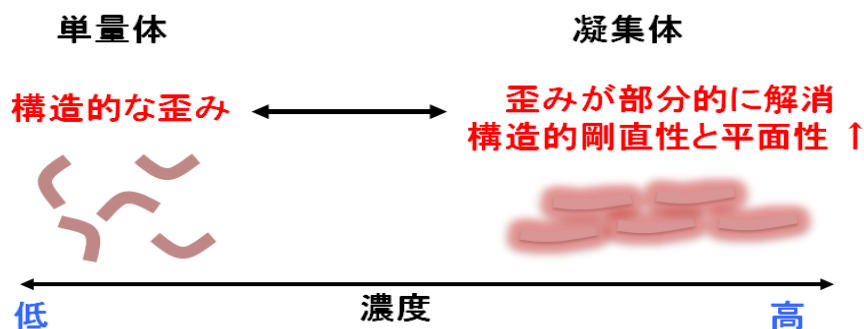 単量体
凝集体
構造的な歪み
歪みが部分的に解消
構造的剛直性と平面性 ↑
低
濃度
高